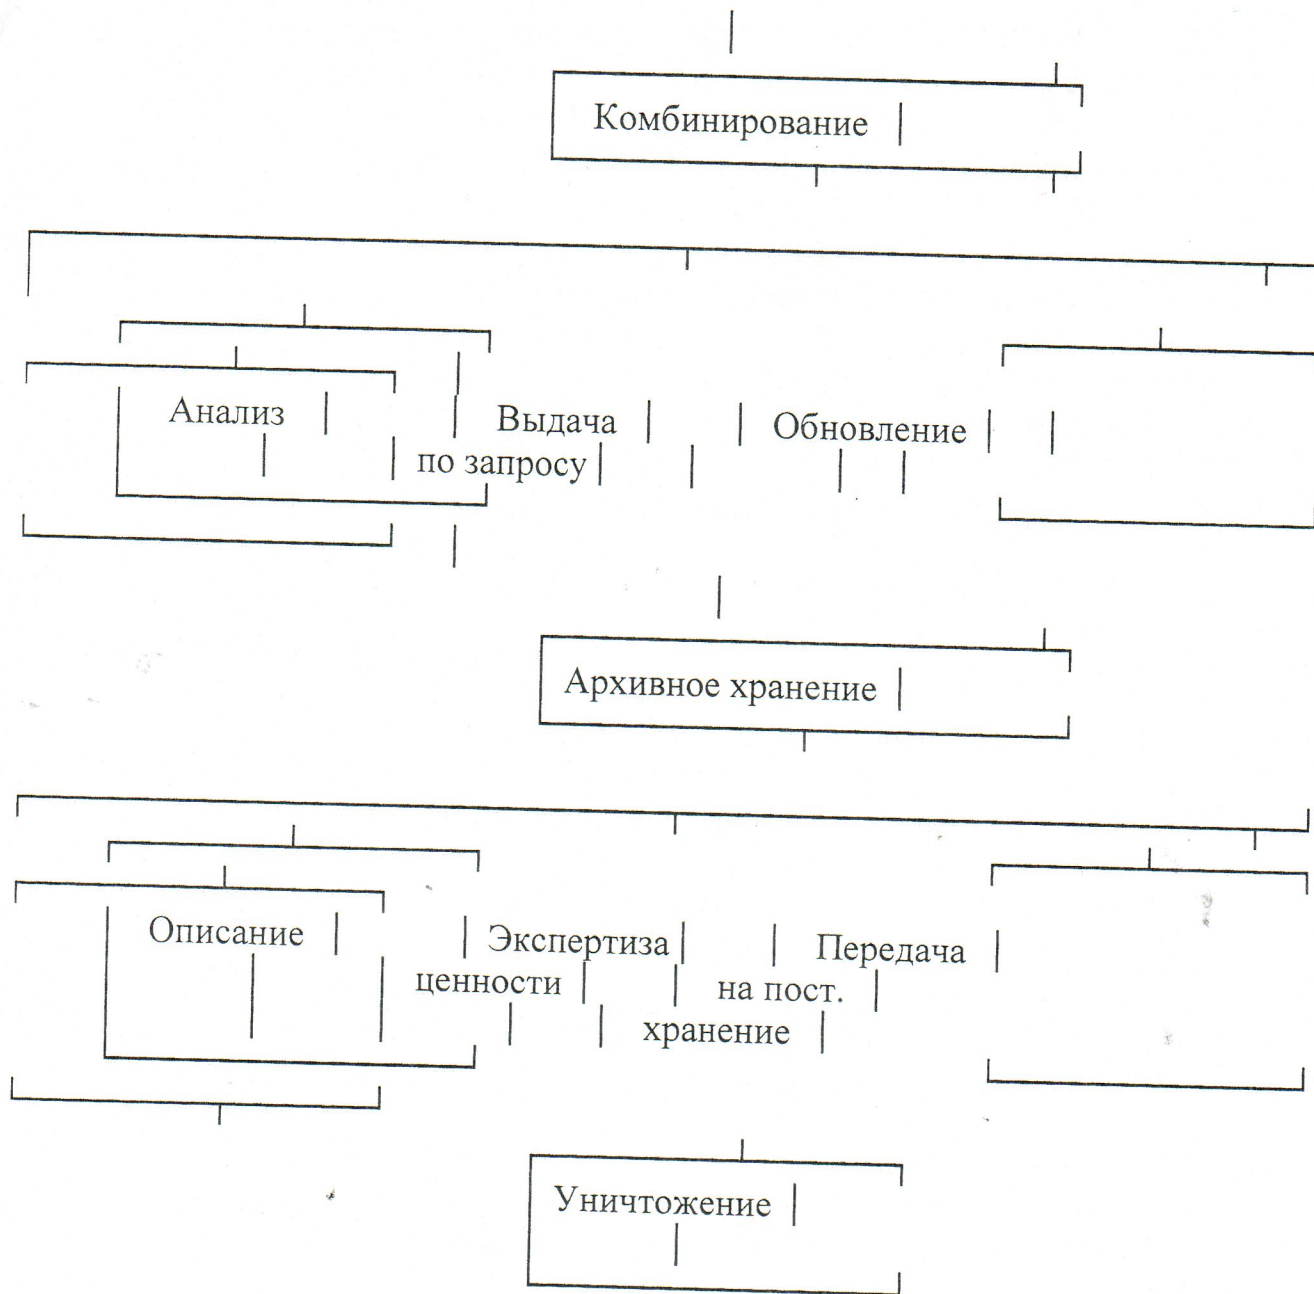 Комбинирование
Анализ Выдача Обновление
по запросу
Архивное хранение
Описание Экспертиза Передача
ценности на пост.
хранение
Уничтожение